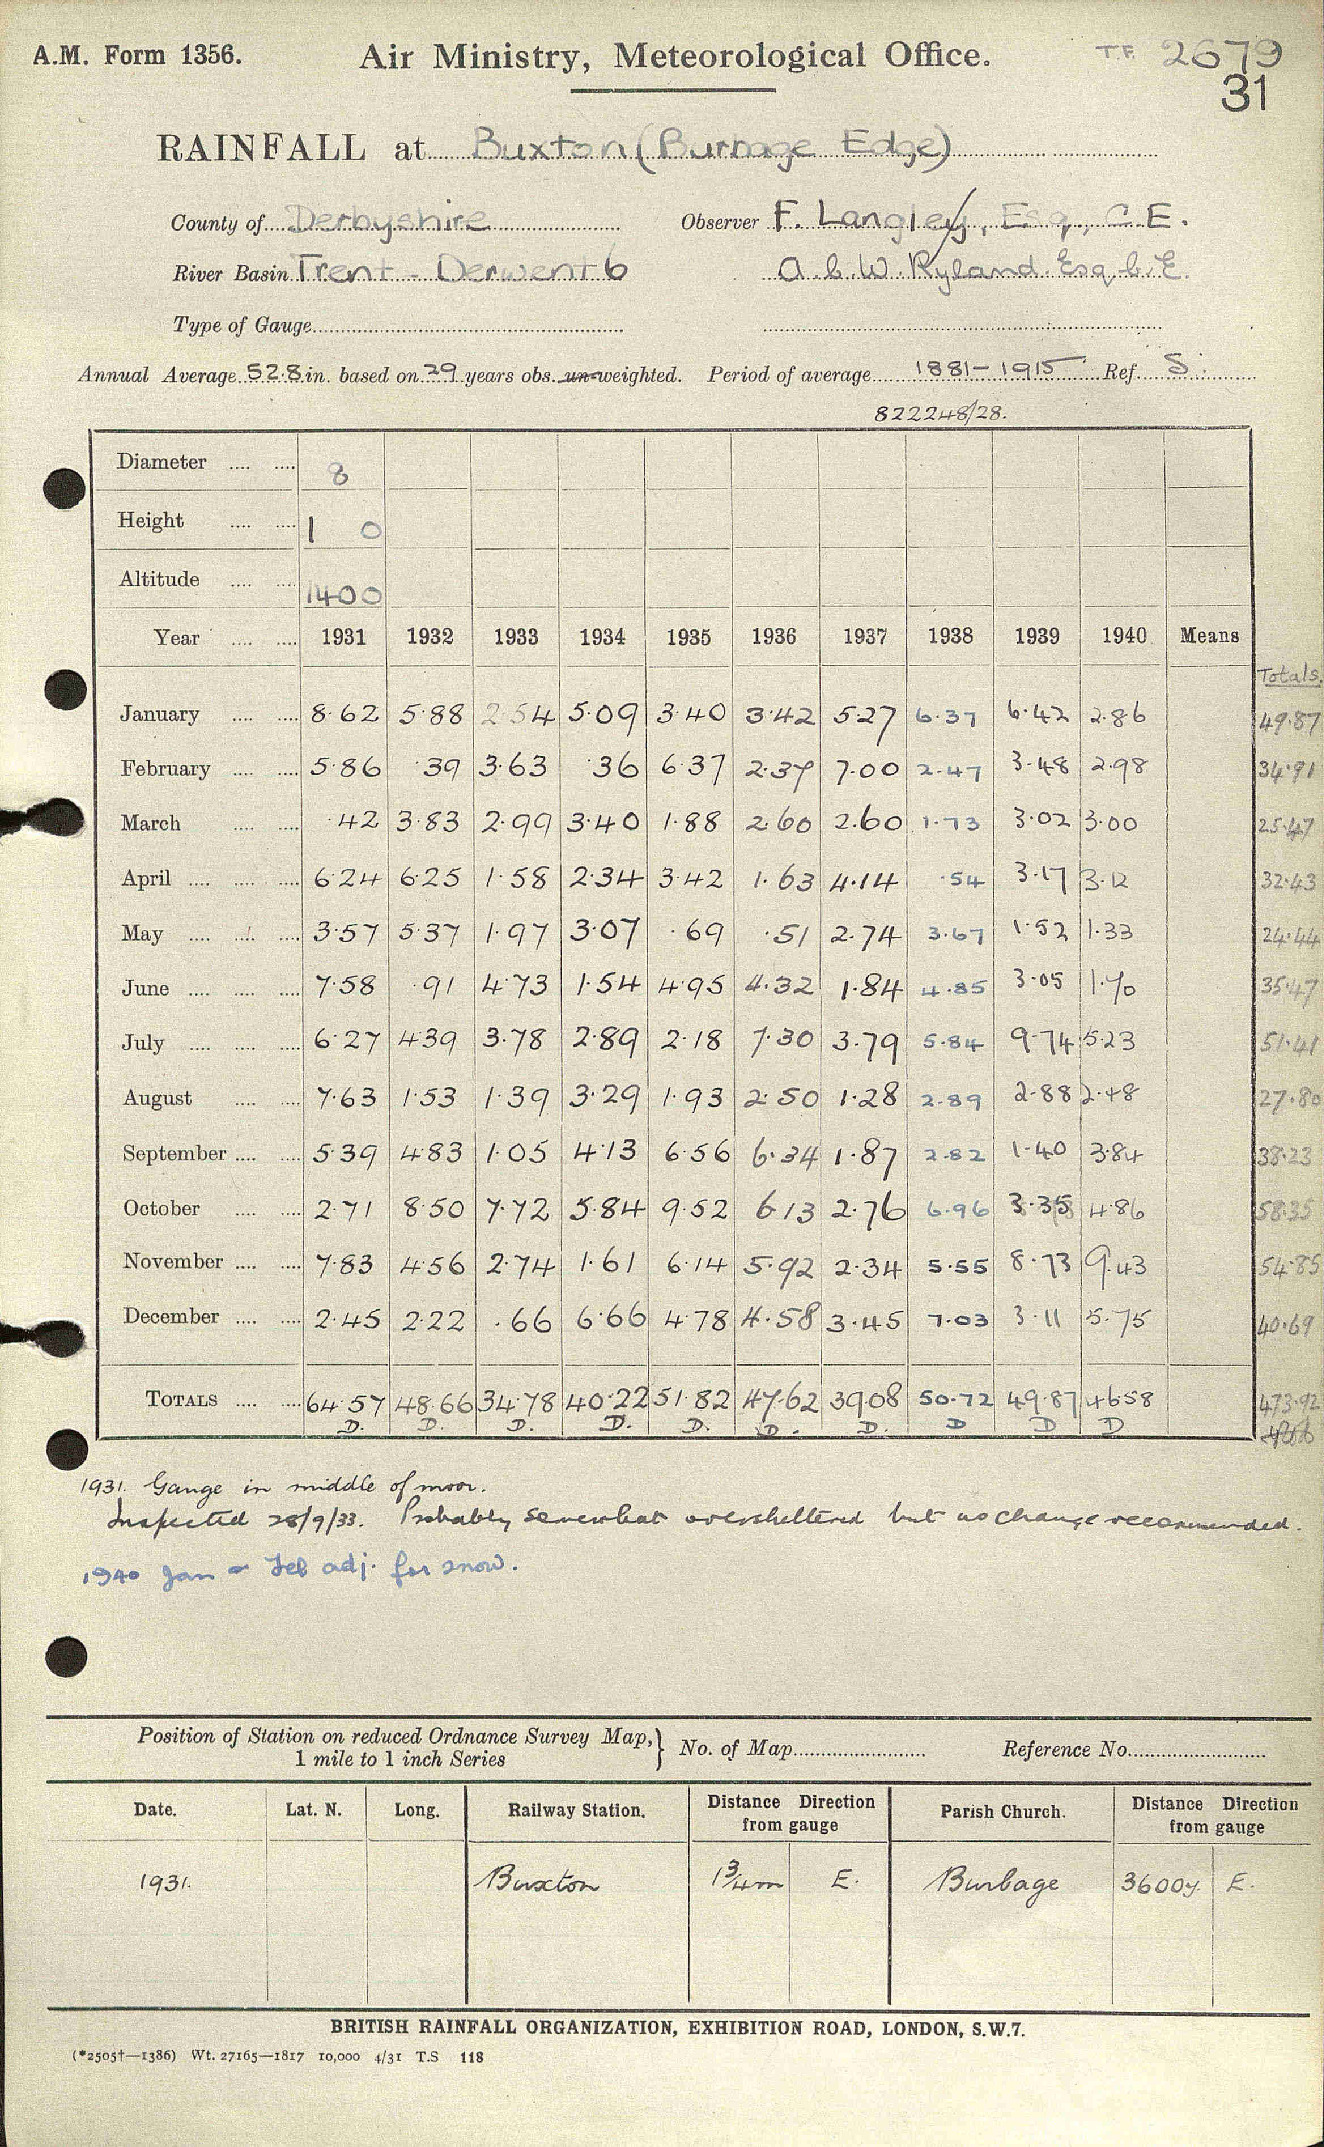 A.M. Form 1356. Air Ministry, Meteorological Office. T.F. 2679
31
RAINFALL at Buxton (Burbage Edge)
County of Derbyshire Observer F. Langley, Esq., C.E.
River Basin Trent - Derwent 6 A. C. W. Ryland Esq C.E.
Type of Gauge
Annual Average 52.8 in. based on 29 years obs. un-weighted. Period of average 1881-1915 Ref. S.
822248/28.
Diameter .... .... 8
Height .... .... 1 0
Altitude .... .... 1400
Year .... .... 1931 1932 1933 1934 1935 1936 1937 1938 1939 1940 Means
Totals.
January .... .... 8.62 5.88 2.54 5.09 3.40 3.42 5.27 6.37 6.42 2.86 49.87
February .... .... 5.86 .39 3.63 .36 6.37 2.37 7.00 2.47 3.48 2.98 34.91
March .... .... .42 3.83 2.99 3.40 1.88 2.60 2.60 1.73 3.02 3.00 25.47
April .... .... .... 6.24 6.25 1.58 2.34 3.42 1.63 4.14 .54 3.17 3.12 32.43
May .... .... .... 3.57 5.37 1.97 3.07 .69 .51 2.74 3.67 1.52 1.33 24.44
June .... .... .... 7.58 .91 4.73 1.54 4.95 4.32 1.84 4.85 3.05 1.70 35.47
July .... .... .... 6.27 4.39 3.78 2.89 2.18 7.30 3.79 5.84 9.74 5.23 51.41
August .... .... 7.63 1.53 1.39 3.29 1.93 2.50 1.28 2.89 2.88 2.48 27.80
September .... .... 5.39 4.83 1.05 4.13 6.56 6.34 1.87 2.82 1.40 3.84 38.23
October .... .... 2.71 8.50 7.72 5.84 9.52 6.13 2.76 6.96 3.35 4.86 58.35
November .... .... 7.83 4.56 2.74 1.61 6.14 5.92 2.34 5.55 8.73 9.43 54.85
December .... .... 2.45 2.22 .66 6.66 4.78 4.58 3.45 7.03 3.11 5.75 40.69
TOTALS .... .... 64.57 48.66 34.78 40.22 51.82 47.62 39.08 50.72 49.87 46.58 473.92
D. D. D. D. D. D. D. D D D
1931. Gauge in middle of moor.
Inspected 28/9/33. Probably somewhat oversheltered but no change recommended.
1940 Jan & Feb adj. for snow.
Position of Station on reduced Ordnance Survey Map, } No. of Map Reference No.
1 mile to 1 inch Series
Date. Lat. N. Long. Railway Station. Distance Direction from gauge Parish Church. Distance Direction from gauge
1931. Buxton 1 3/4 m E. Burbage 3600y. E.
BRITISH RAINFALL ORGANIZATION, EXHIBITION ROAD, LONDON, S.W.7.
(*2505†—1386) Wt. 27165—1817 10,000 4/31 T.S 118